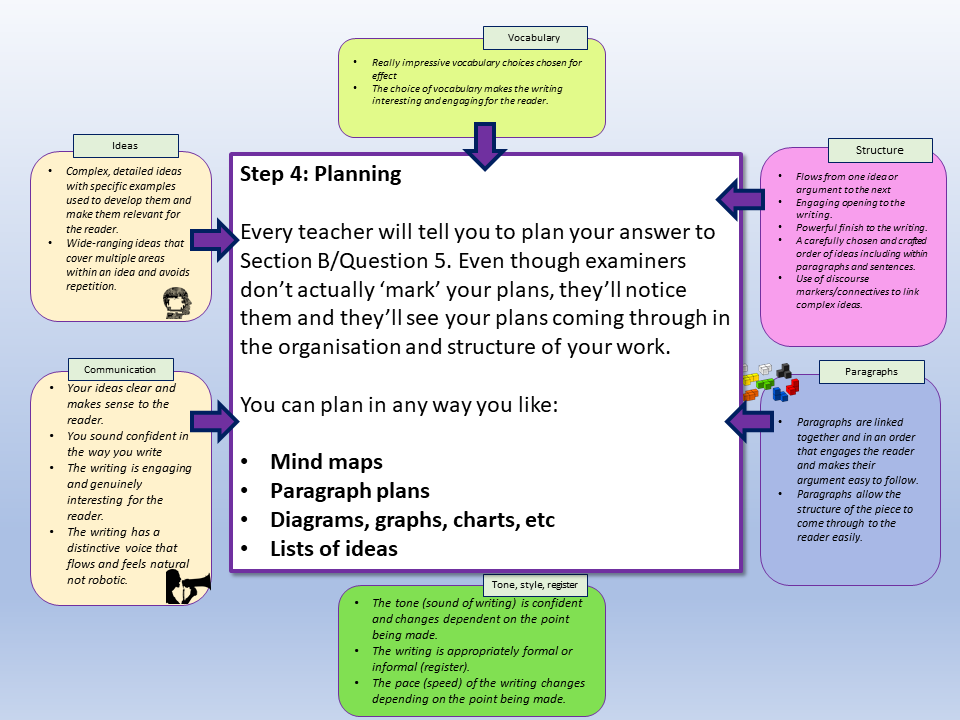 Vocabulary
• Really impressive vocabulary choices chosen for
effect
• The choice of vocabulary makes the writing
interesting and engaging for the reader.
Ideas
• Complex, detailed ideas
with specific examples
used to develop them and
make them relevant for
the reader.
• Wide-ranging ideas that
cover multiple areas
within an idea and avoids
repetition.
Communication
• Your ideas clear and
makes sense to the
reader.
• You sound confident in
the way you write
• The writing is engaging
and genuinely
interesting for the
reader.
• The writing has a
distinctive voice that
flows and feels natural
not robotic.
Step 4: Planning
Every teacher will tell you to plan your answer to
Section B/Question 5. Even though examiners
don’t actually ‘mark’ your plans, they’ll notice
them and they’ll see your plans coming through in
the organisation and structure of your work.
You can plan in any way you like:
• Mind maps
• Paragraph plans
• Diagrams, graphs, charts, etc
• Lists of ideas
Structure
• Flows from one idea or
argument to the next
• Engaging opening to the
writing.
• Powerful finish to the writing.
• A carefully chosen and crafted
order of ideas including within
paragraphs and sentences.
• Use of discourse
markers/connectives to link
complex ideas.
Paragraphs
• Paragraphs are linked
together and in an order
that engages the reader
and makes their
argument easy to follow.
• Paragraphs allow the
structure of the piece to
come through to the
reader easily.
Tone, style, register
• The tone (sound of writing) is confident
and changes dependent on the point
being made.
• The writing is appropriately formal or
informal (register).
• The pace (speed) of the writing changes
depending on the point being made.